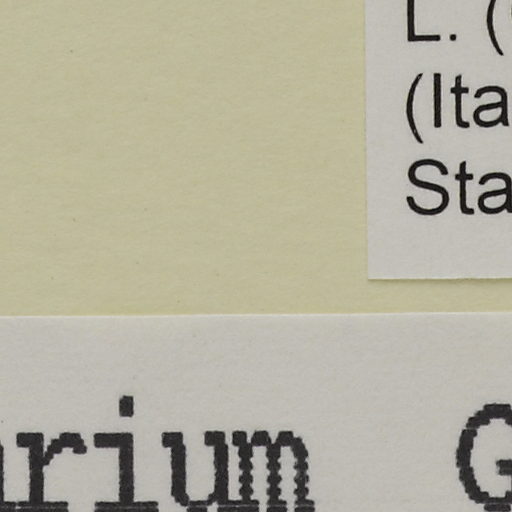 L. (
(Ita
Sta
arium G